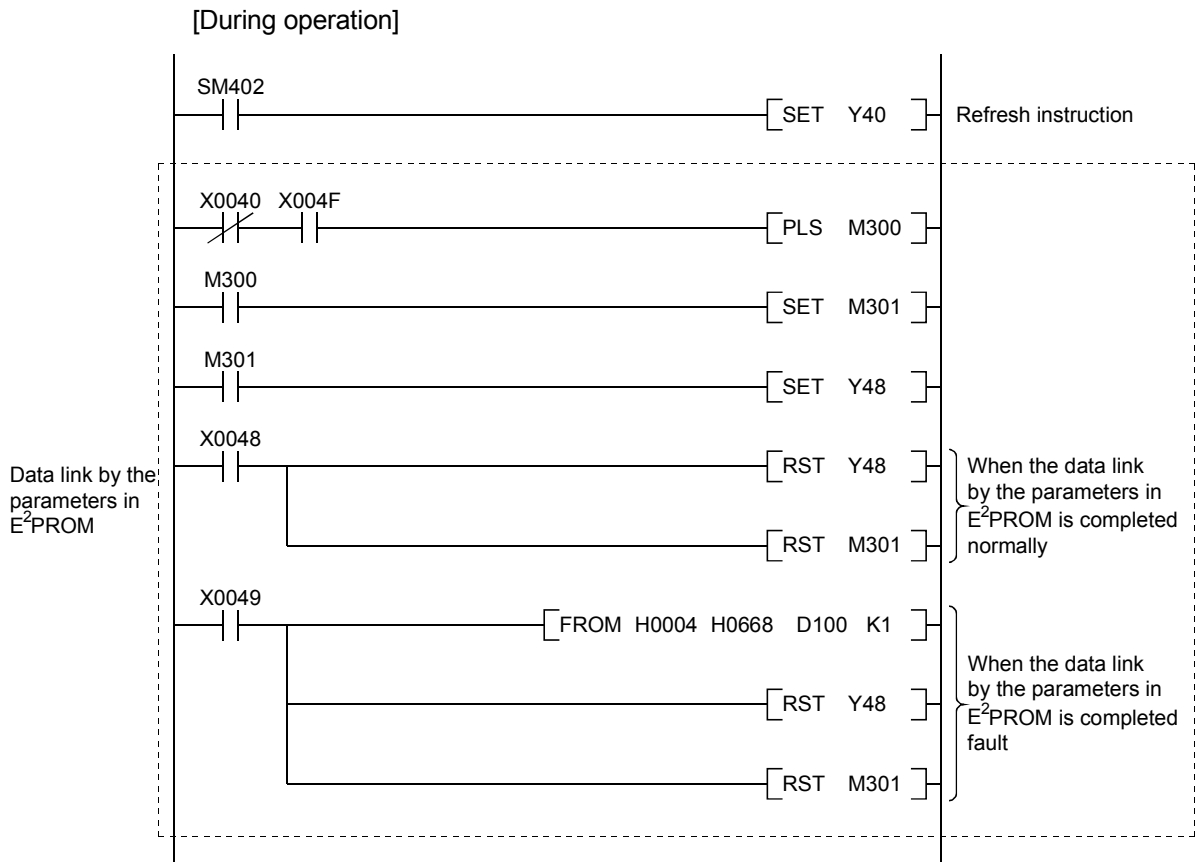 [During operation]
SM402
SET Y40 Refresh instruction
X0040 X004F
PLS M300
M300
SET M301
M301
SET Y48
X0048
RST Y48
RST M301
When the data link
by the parameters in
E²PROM is completed
normally
Data link by the
parameters in
E²PROM
X0049
FROM H0004 H0668 D100 K1
RST Y48
RST M301
When the data link
by the parameters in
E²PROM is completed
fault